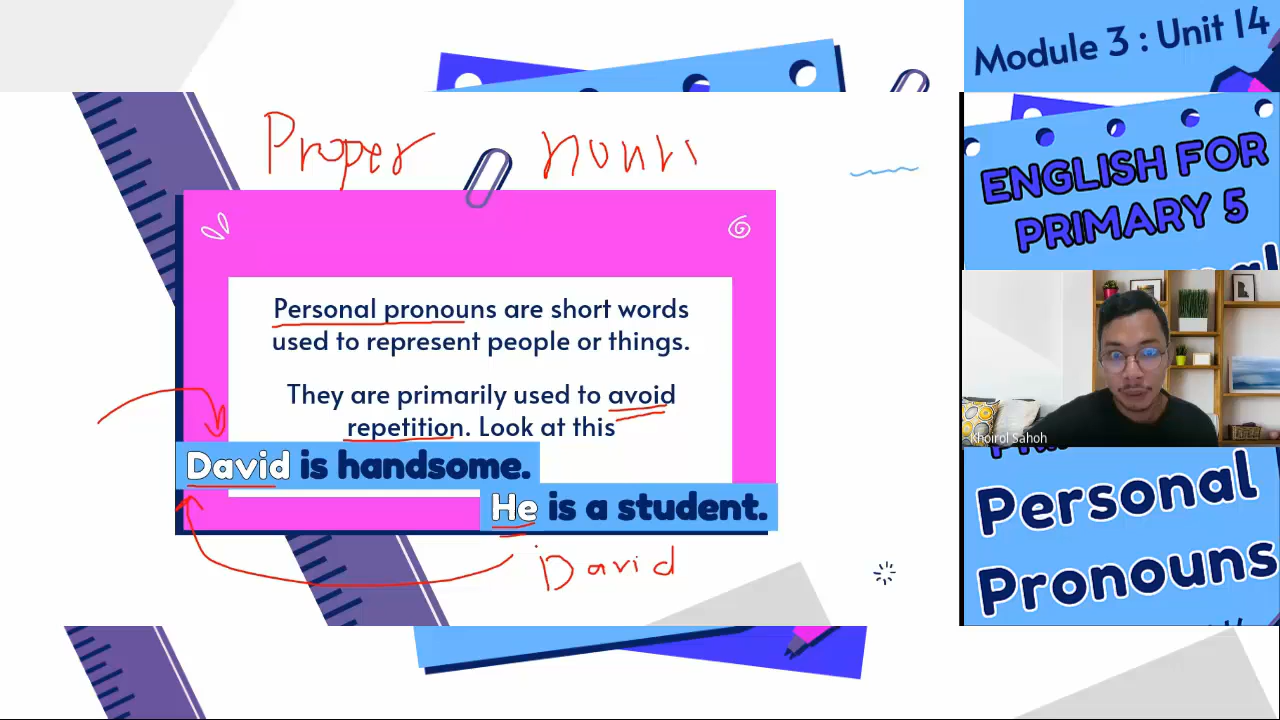 Module 3 : Unit 14
Proper nouns
ENGLISH FOR
PRIMARY 5
Personal pronouns are short words
used to represent people or things.
They are primarily used to avoid
repetition. Look at this
David is handsome.
He is a student.
David
Khoirol Sahoh
Personal
Pronouns